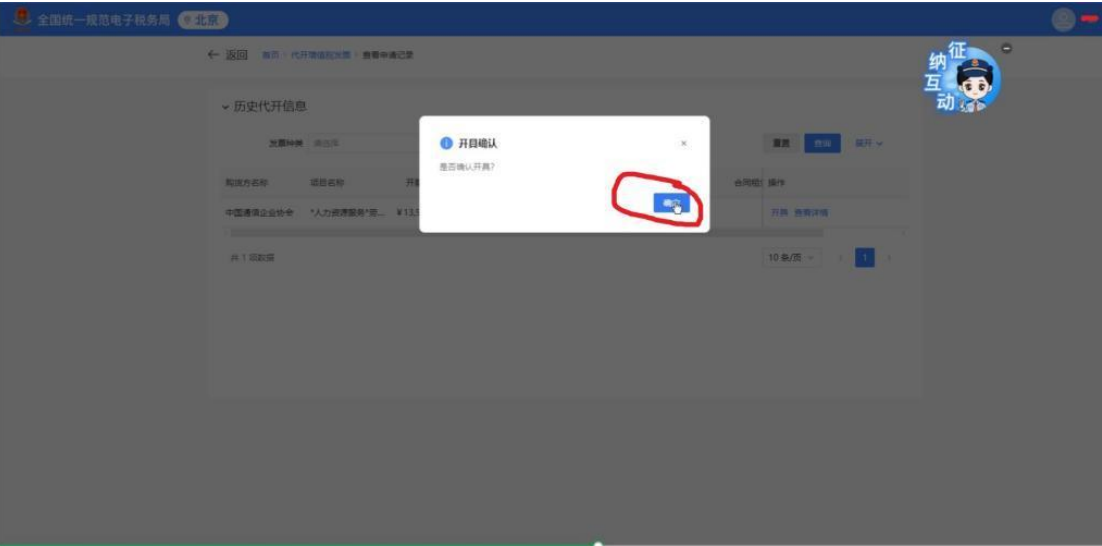 全国统一规范电子税务局 北京
← 返回 首页 / 代开增值税发票 / 查看申请记录
征
纳
互
动
历史代开信息
发票种类 请选择
重置 查询 展开
开具确认 ×
是否确认开具?
确定
购货方名称 项目名称 操作
中国通信企业协会 *人力资源服务*劳... 开具 查看详情
共 1 项数据
10 条/页
1